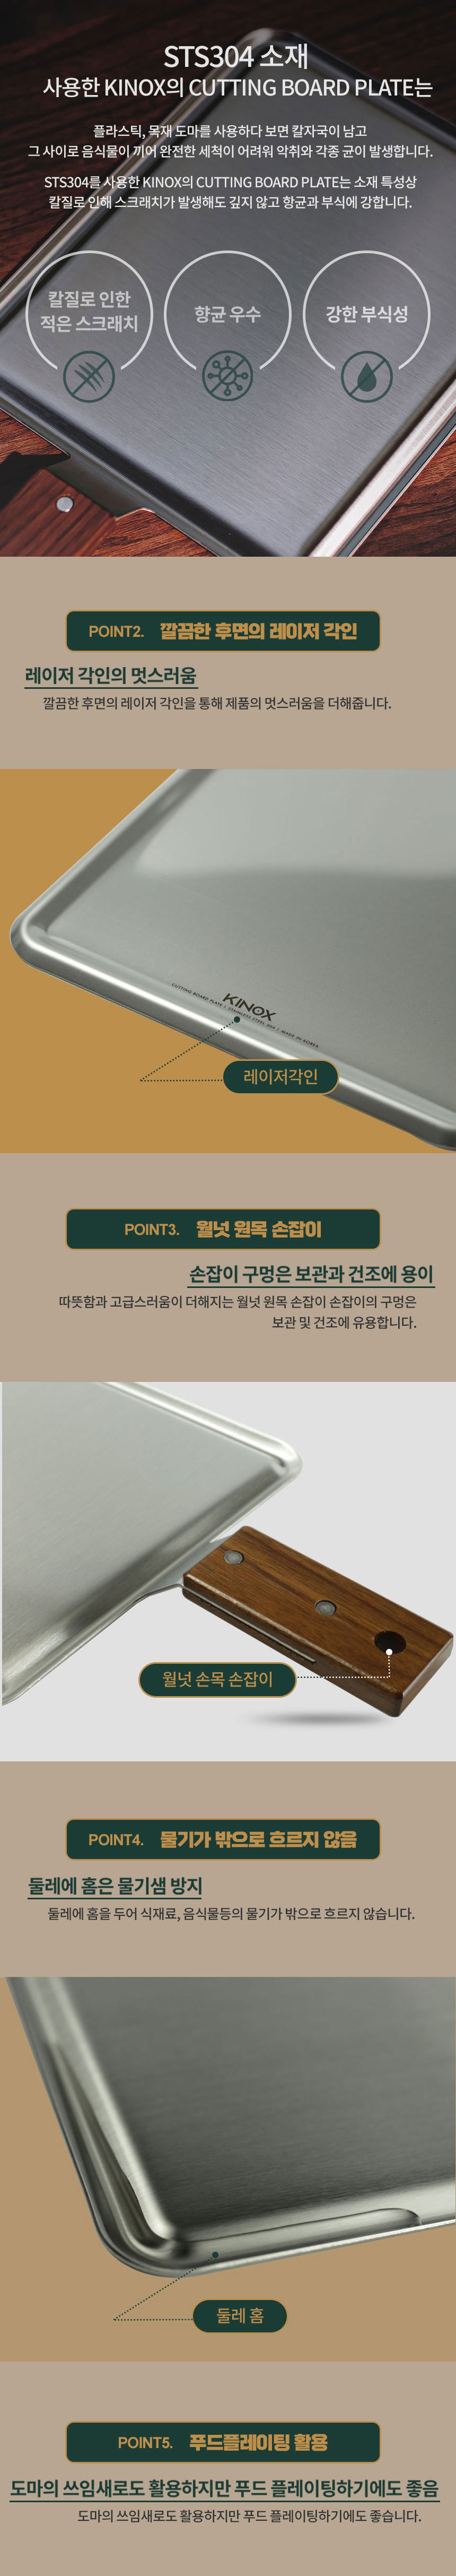 STS304 소재
사용한 KINOX의 CUTTING BOARD PLATE는
플라스틱, 목재 도마를 사용하다 보면 칼자국이 남고
그 사이로 음식물이 끼어 완전한 세척이 어려워 악취와 각종 균이 발생합니다.
STS304를 사용한 KINOX의 CUTTING BOARD PLATE는 소재 특성상
칼질로 인해 스크래치가 발생해도 깊지 않고 항균과 부식에 강합니다.
칼질로 인한
적은 스크래치
항균 우수
강한 부식성
POINT2. 깔끔한 후면의 레이저 각인
레이저 각인의 멋스러움
깔끔한 후면의 레이저 각인을 통해 제품의 멋스러움을 더해줍니다.
KINOX
CUTTING BOARD PLATE / STAINLESS STEEL 304 / MADE IN KOREA
레이저각인
POINT3. 월넛 원목 손잡이
손잡이 구멍은 보관과 건조에 용이
따뜻함과 고급스러움이 더해지는 월넛 원목 손잡이 손잡이의 구멍은
보관 및 건조에 유용합니다.
월넛 손목 손잡이
POINT4. 물기가 밖으로 흐르지 않음
둘레에 홈은 물기샘 방지
둘레에 홈을 두어 식재료, 음식물등의 물기가 밖으로 흐르지 않습니다.
둘레 홈
POINT5. 푸드플레이팅 활용
도마의 쓰임새로도 활용하지만 푸드 플레이팅하기에도 좋음
도마의 쓰임새로도 활용하지만 푸드 플레이팅하기에도 좋습니다.